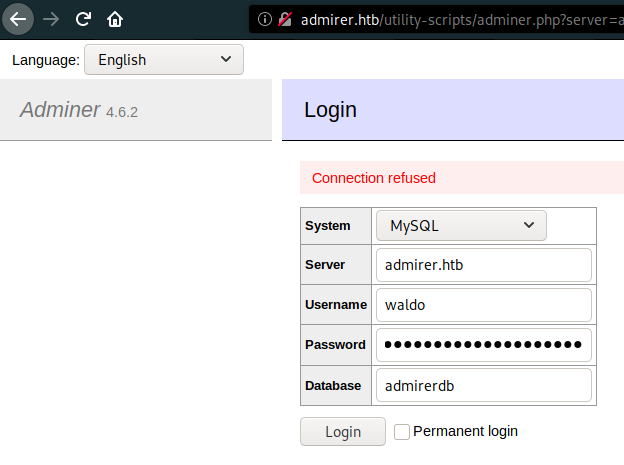 admirer.htb/utility-scripts/adminer.php?server=a
Language: English
Adminer 4.6.2
Login
Connection refused
System MySQL
Server admirer.htb
Username waldo
Password ●●●●●●●●●●●●●●●●●●●●
Database admirerdb
Login Permanent login